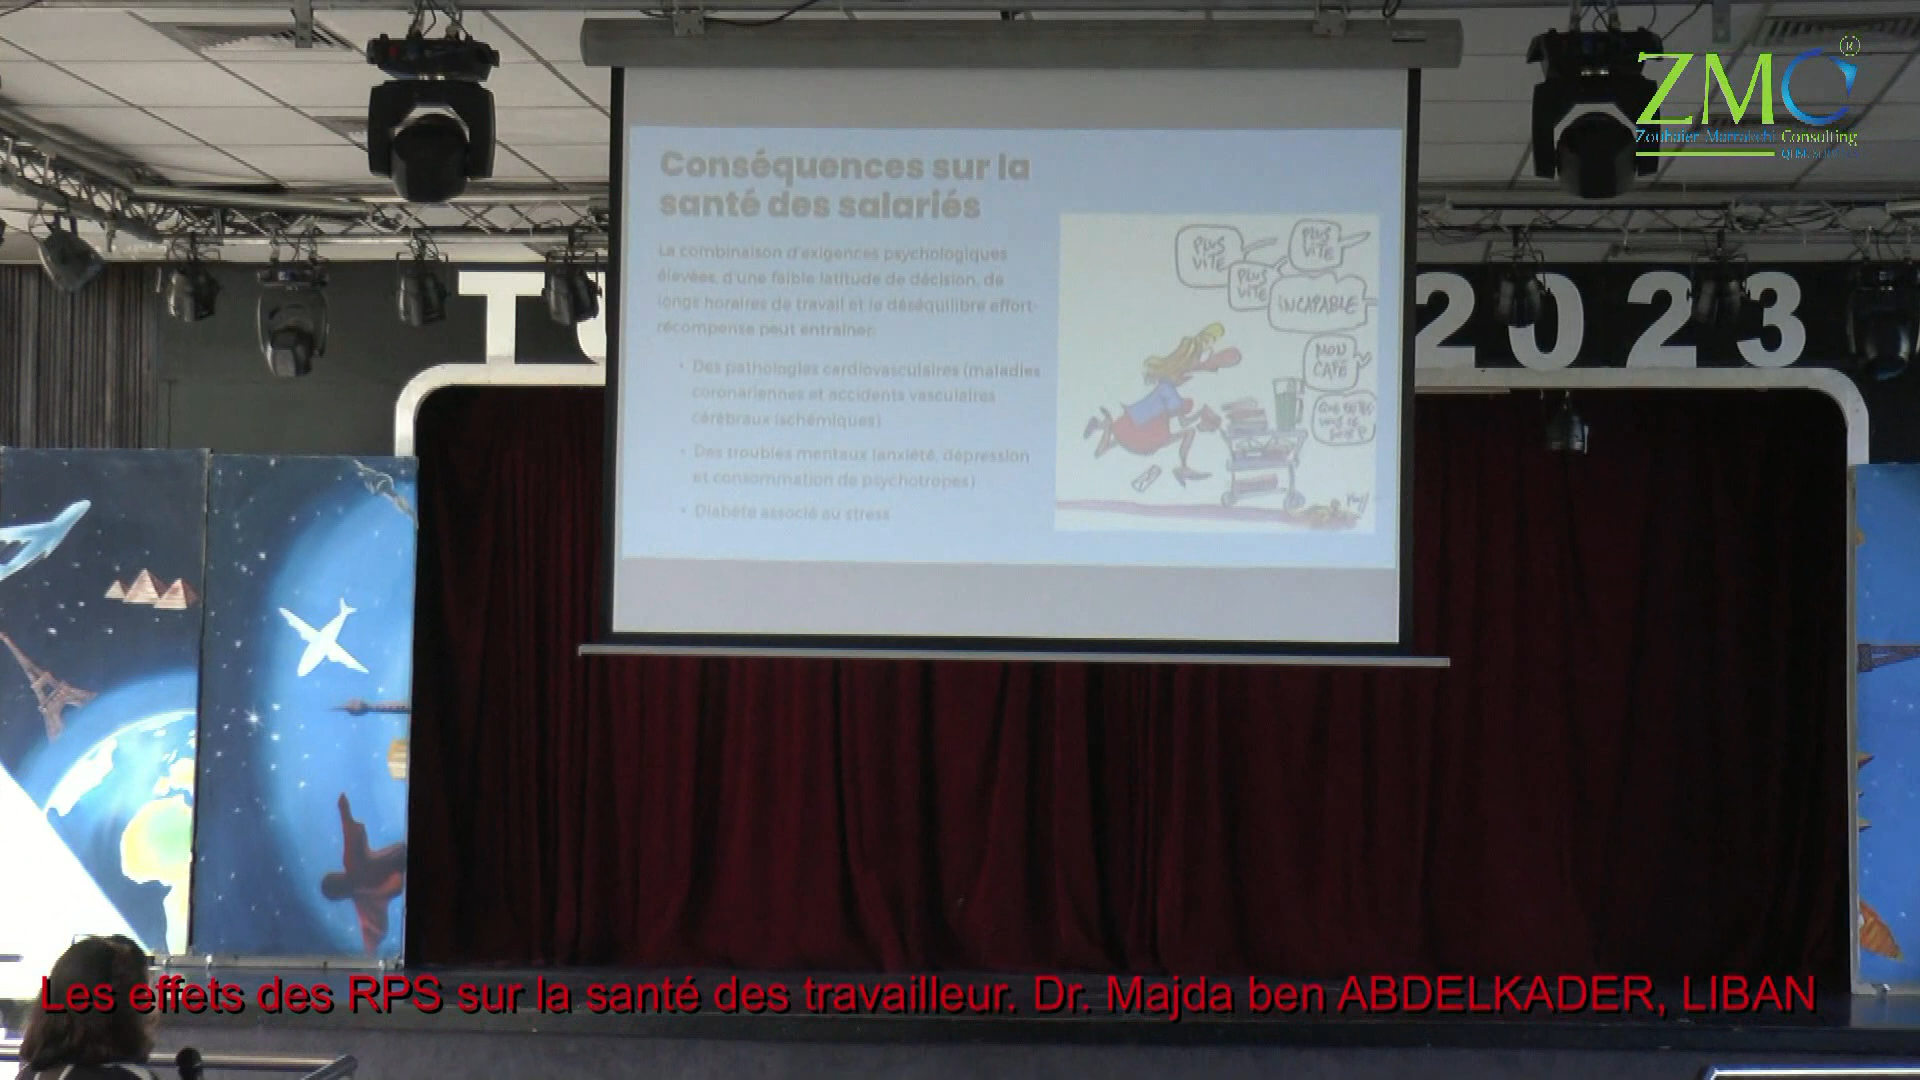 ZMC®
Zouhaier Marrakchi Consulting
Conséquences sur la
santé des salariés
La combinaison d'exigences psychologiques
élevées, d'une faible latitude de décision, de
longs horaires de travail et le déséquilibre effort-
récompense peut entraîner:
• Des pathologies cardiovasculaires (maladies
coronariennes et accidents vasculaires
cérébraux ischémiques)
• Des troubles mentaux (anxiété, dépression
et consommation de psychotropes)
• Diabète associé au stress
PLUS
VITE
PLUS
VITE
PLUS
VITE
INCAPABLE
MON
CAFÉ
2023
Les effets des RPS sur la santé des travailleur. Dr. Majda ben ABDELKADER, LIBAN